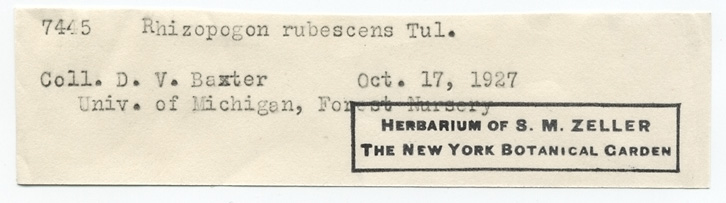 7445 Rhizopogon rubescens Tul.
Coll. D. V. Baxter Oct. 17, 1927
Univ. of Michigan, Forest Nursery
HERBARIUM OF S. M. ZELLER
THE NEW YORK BOTANICAL GARDEN